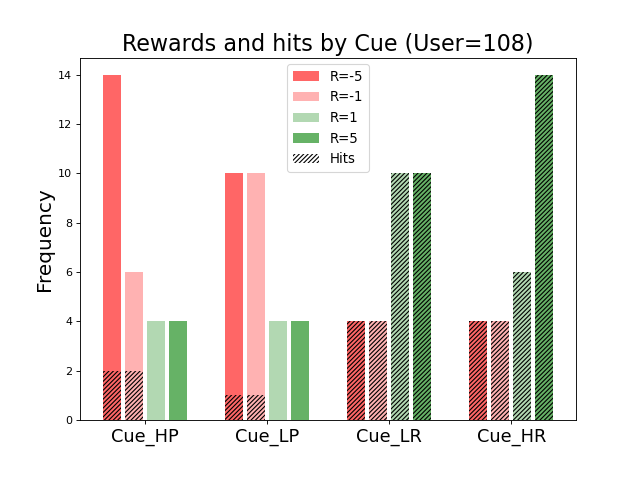 Rewards and hits by Cue (User=108)
R=-5
R=-1
R=1
R=5
Hits
Frequency
14
12
10
8
6
4
2
0
Cue_HP
Cue_LP
Cue_LR
Cue_HR